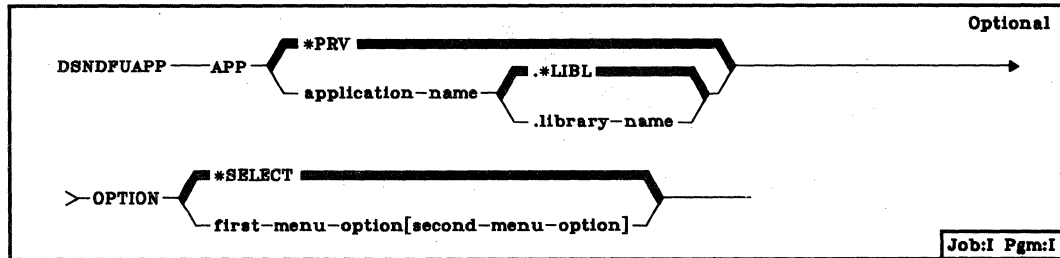 Optional
*PRV
DSNDFUAPP APP
.*LIBL
application-name
.library-name
*SELECT
>OPTION
first-menu-option[second-menu-option]
Job:I Pgm:I